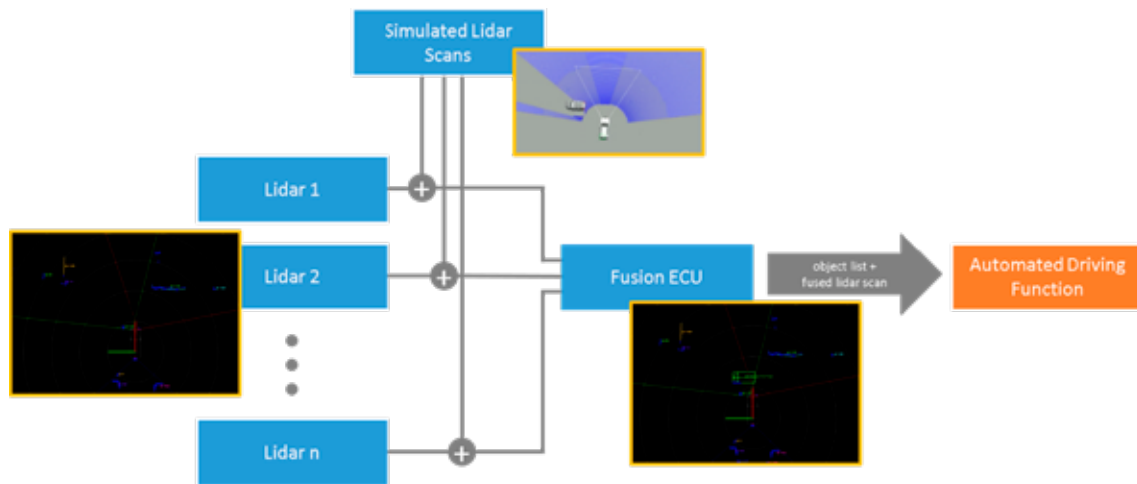 Simulated Lidar
Scans
Lidar 1
Lidar 2
Lidar n
Fusion ECU
object list +
fused lidar scan
Automated Driving
Function